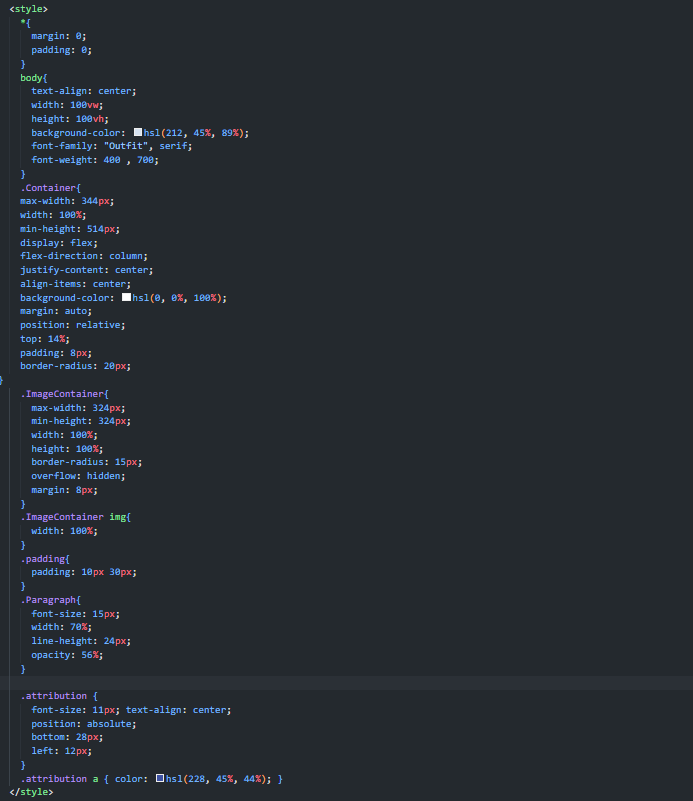 <style>
*{
margin: 0;
padding: 0;
}
body{
text-align: center;
width: 100vw;
height: 100vh;
background-color: hsl(212, 45%, 89%);
font-family: "Outfit", serif;
font-weight: 400 , 700;
}
.Container{
max-width: 344px;
width: 100%;
min-height: 514px;
display: flex;
flex-direction: column;
justify-content: center;
align-items: center;
background-color: hsl(0, 0%, 100%);
margin: auto;
position: relative;
top: 14%;
padding: 8px;
border-radius: 20px;
}
.ImageContainer{
max-width: 324px;
min-height: 324px;
width: 100%;
height: 100%;
border-radius: 15px;
overflow: hidden;
margin: 8px;
}
.ImageContainer img{
width: 100%;
}
.padding{
padding: 10px 30px;
}
.Paragraph{
font-size: 15px;
width: 70%;
line-height: 24px;
opacity: 56%;
}
.attribution {
font-size: 11px; text-align: center;
position: absolute;
bottom: 28px;
left: 12px;
}
.attribution a { color: hsl(228, 45%, 44%); }
</style>